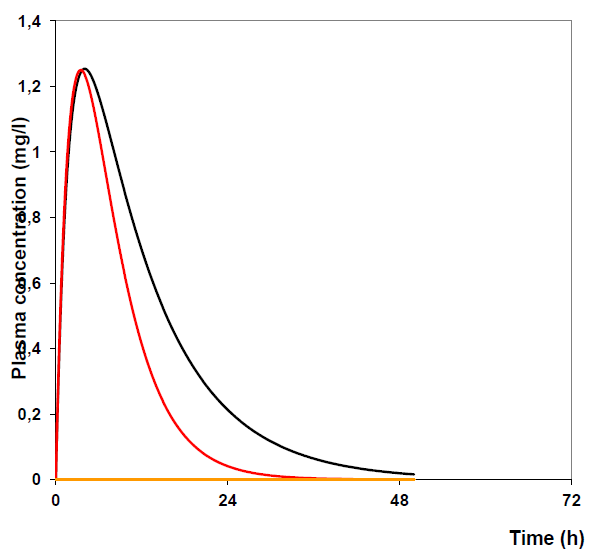 Plasma concentration (mg/l)
1,4
1,2
1
0,8
0,6
0,4
0,2
0
0 24 48 72
Time (h)